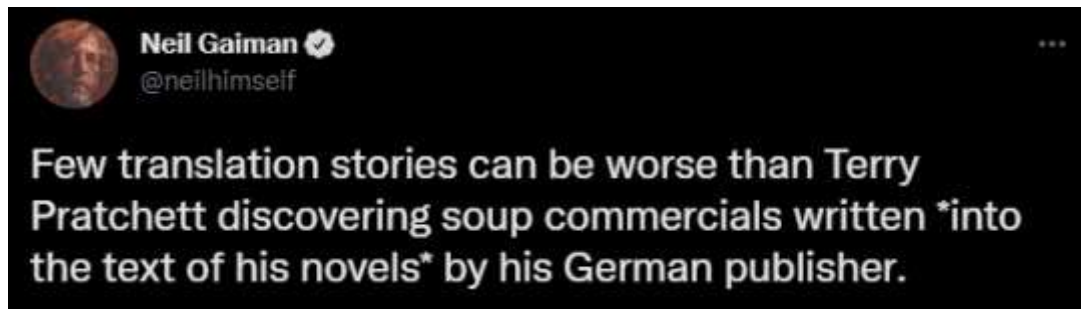 Neil Gaiman
@neilhimself
Few translation stories can be worse than Terry
Pratchett discovering soup commercials written *into
the text of his novels* by his German publisher.